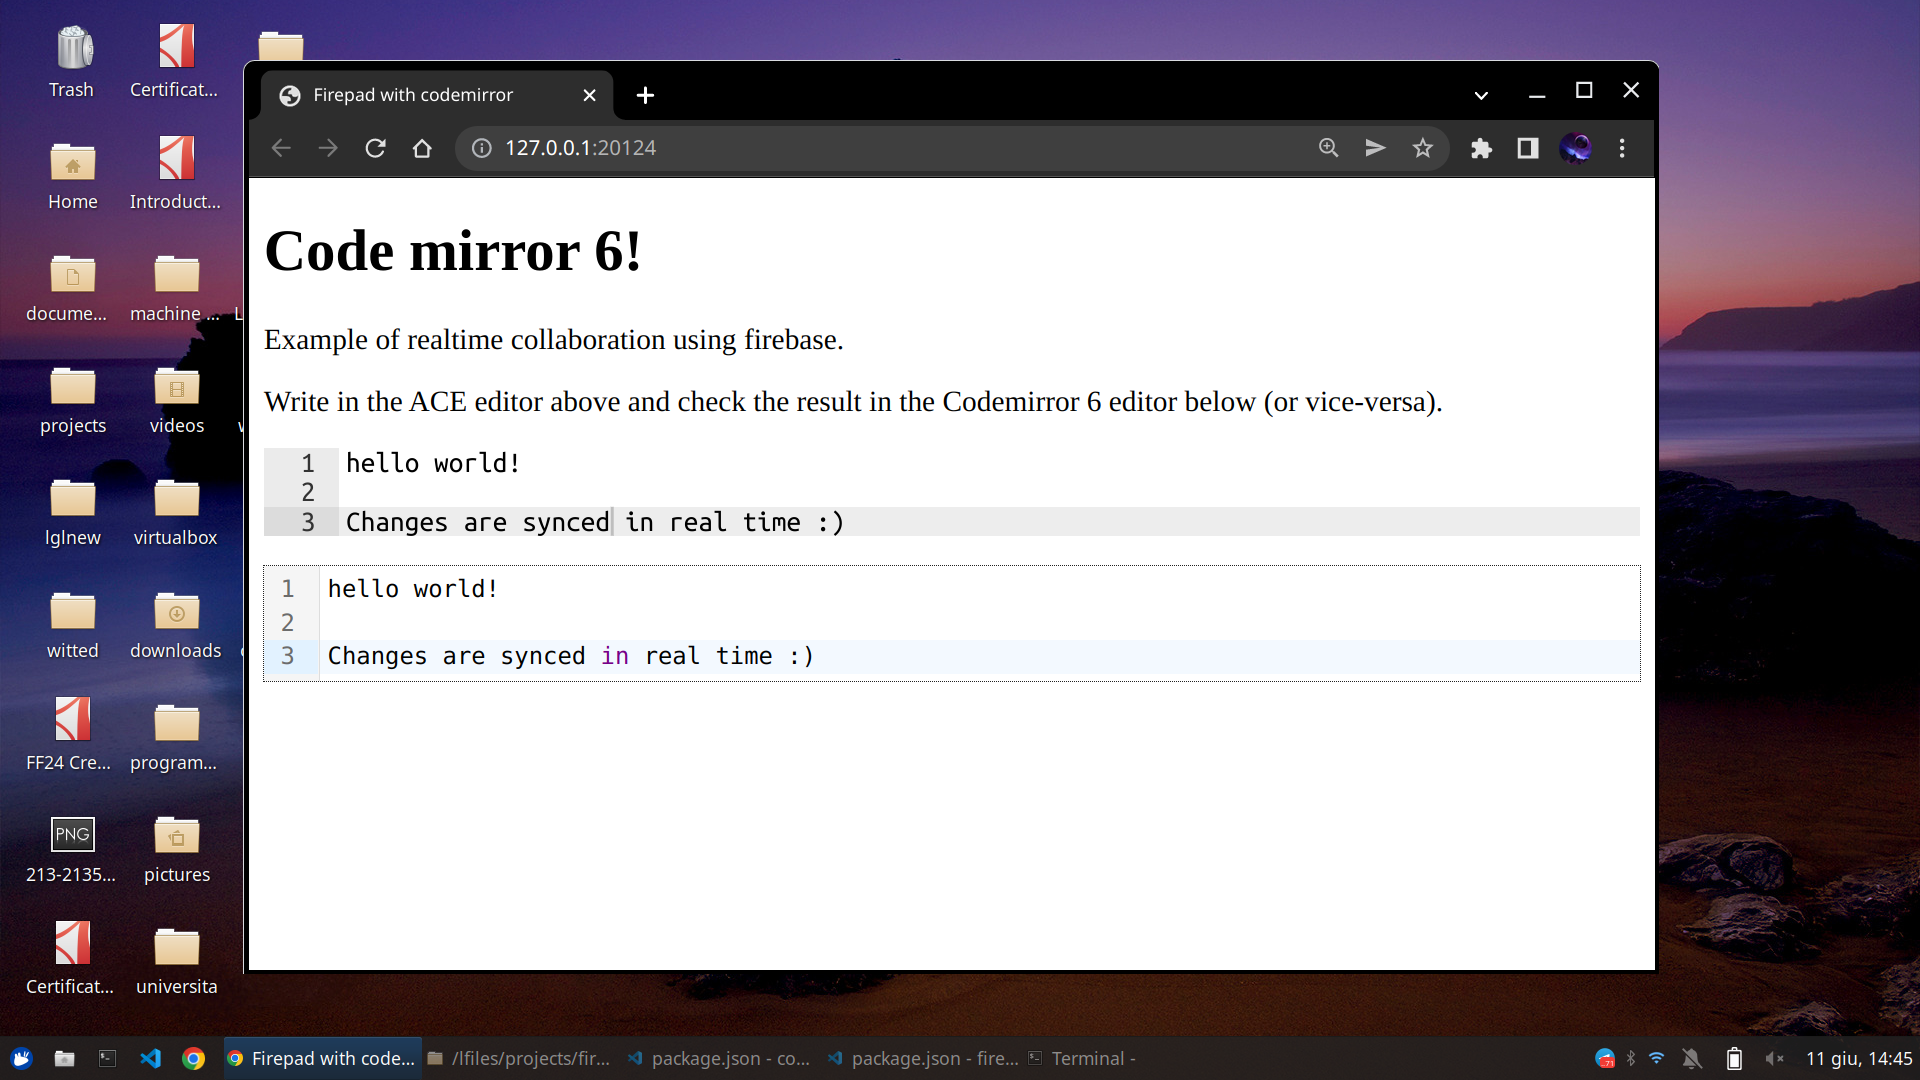 Trash
Certificat...
Home
Introduct...
docume...
machine ...
projects
videos
lglnew
virtualbox
witted
downloads
FF24 Cre...
program...
PNG
213-2135...
pictures
Certificat...
universita
Firepad with codemirror
127.0.0.1:20124
Code mirror 6!
Example of realtime collaboration using firebase.
Write in the ACE editor above and check the result in the Codemirror 6 editor below (or vice-versa).
1 hello world!
2
3 Changes are synced in real time :)
1 hello world!
2
3 Changes are synced in real time :)
Firepad with code... /lfiles/projects/fir... package.json - co... package.json - fire... Terminal - 11 giu, 14:45